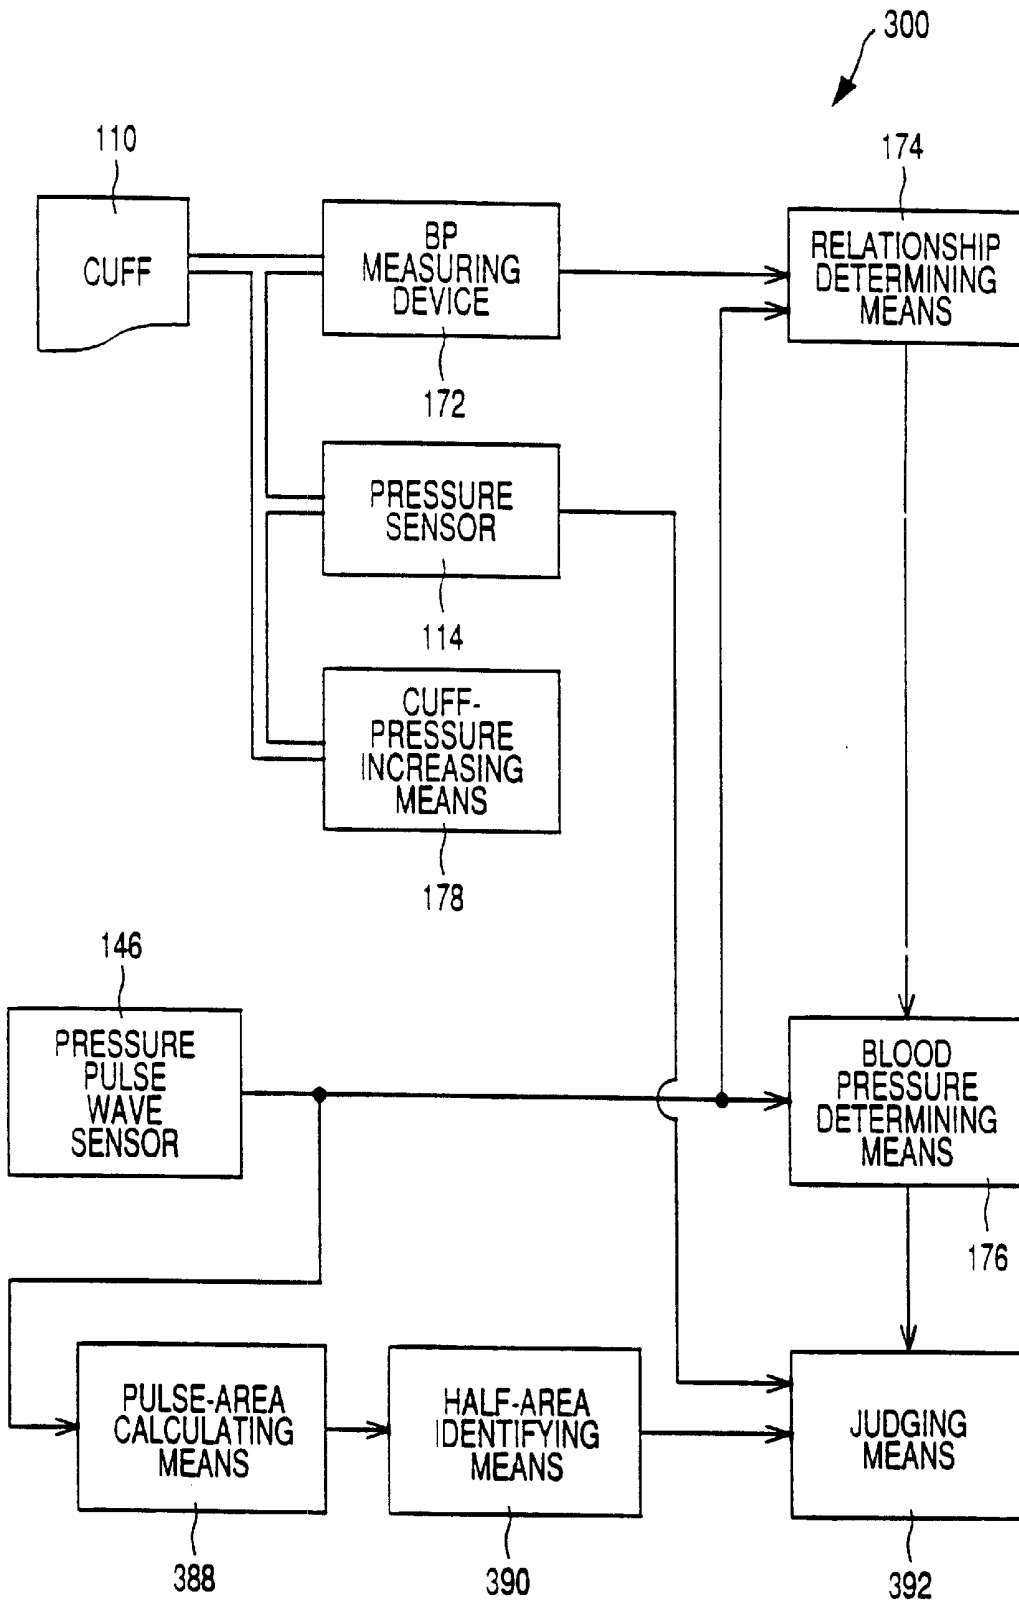 300
110
CUFF
BP
MEASURING
DEVICE
172
174
RELATIONSHIP
DETERMINING
MEANS
PRESSURE
SENSOR
114
CUFF-
PRESSURE
INCREASING
MEANS
178
146
PRESSURE
PULSE
WAVE
SENSOR
BLOOD
PRESSURE
DETERMINING
MEANS
176
PULSE-AREA
CALCULATING
MEANS
388
HALF-AREA
IDENTIFYING
MEANS
390
JUDGING
MEANS
392